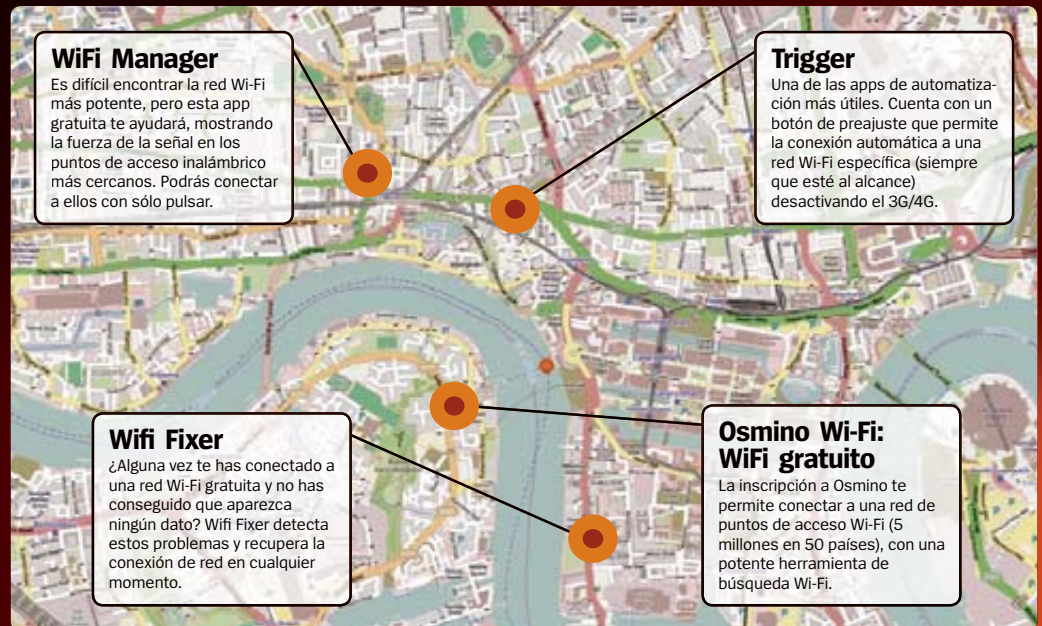 WiFi Manager
Es difícil encontrar la red Wi-Fi
más potente, pero esta app
gratuita te ayudará, mostrando
la fuerza de la señal en los
puntos de acceso inalámbrico
más cercanos. Podrás conectar
a ellos con sólo pulsar.
Trigger
Una de las apps de automatiza-
ción más útiles. Cuenta con un
botón de preajuste que permite
la conexión automática a una
red Wi-Fi específica (siempre
que esté al alcance)
desactivando el 3G/4G.
Wifi Fixer
¿Alguna vez te has conectado a
una red Wi-Fi gratuita y no has
conseguido que aparezca
ningún dato? Wifi Fixer detecta
estos problemas y recupera la
conexión de red en cualquier
momento.
Osmino Wi-Fi:
WiFi gratuito
La inscripción a Osmino te
permite conectar a una red de
puntos de acceso Wi-Fi (5
millones en 50 países), con una
potente herramienta de
búsqueda Wi-Fi.